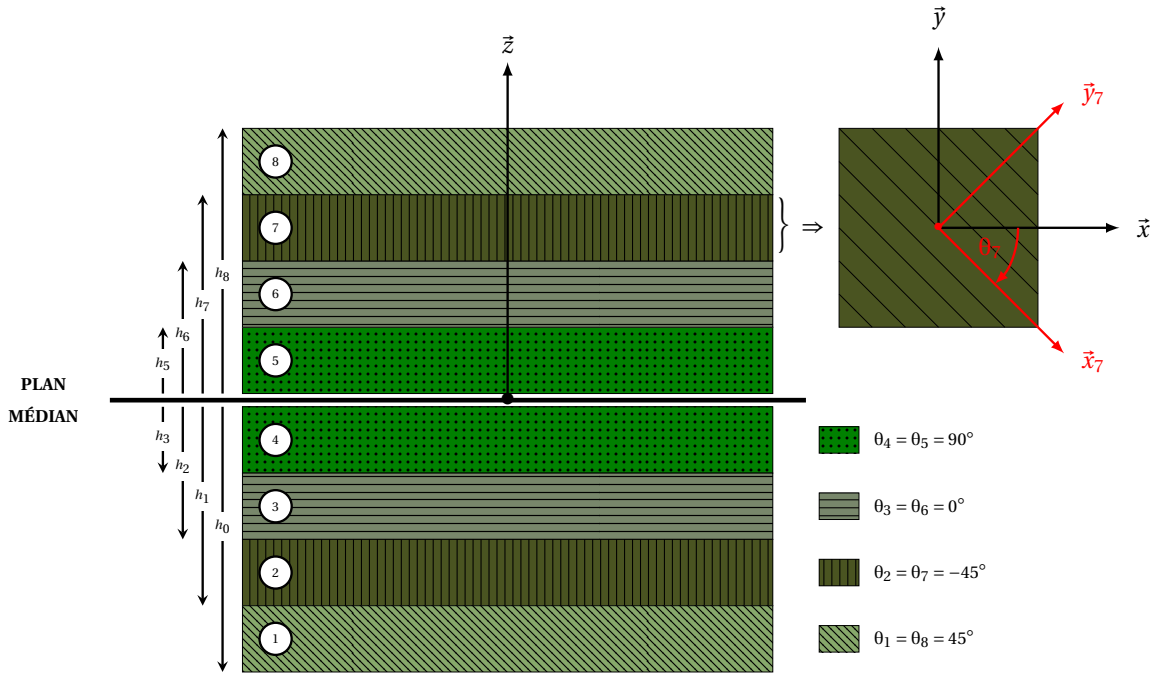 y⃗
z⃗
y⃗₇
8
7
⇒
x⃗
θ₇
h₈
6
h₇
h₆
5
h₅
x⃗₇
PLAN
MÉDIAN
h₃
4
θ₄ = θ₅ = 90°
h₂
h₁
3
θ₃ = θ₆ = 0°
h₀
2
θ₂ = θ₇ = −45°
1
θ₁ = θ₈ = 45°